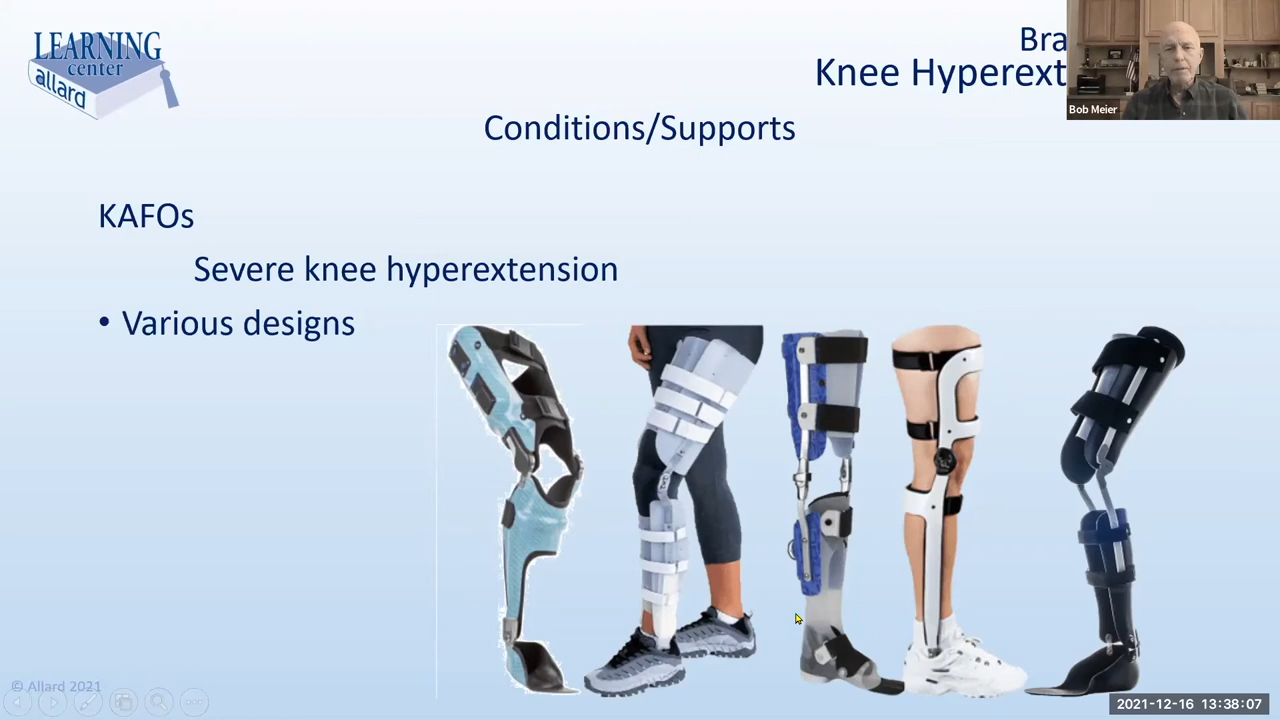 LEARNING
center
allard
Bra
Knee Hyperext
Bob Meier
Conditions/Supports
KAFOs
Severe knee hyperextension
• Various designs
© Allard 2021
2021-12-16 13:38:07